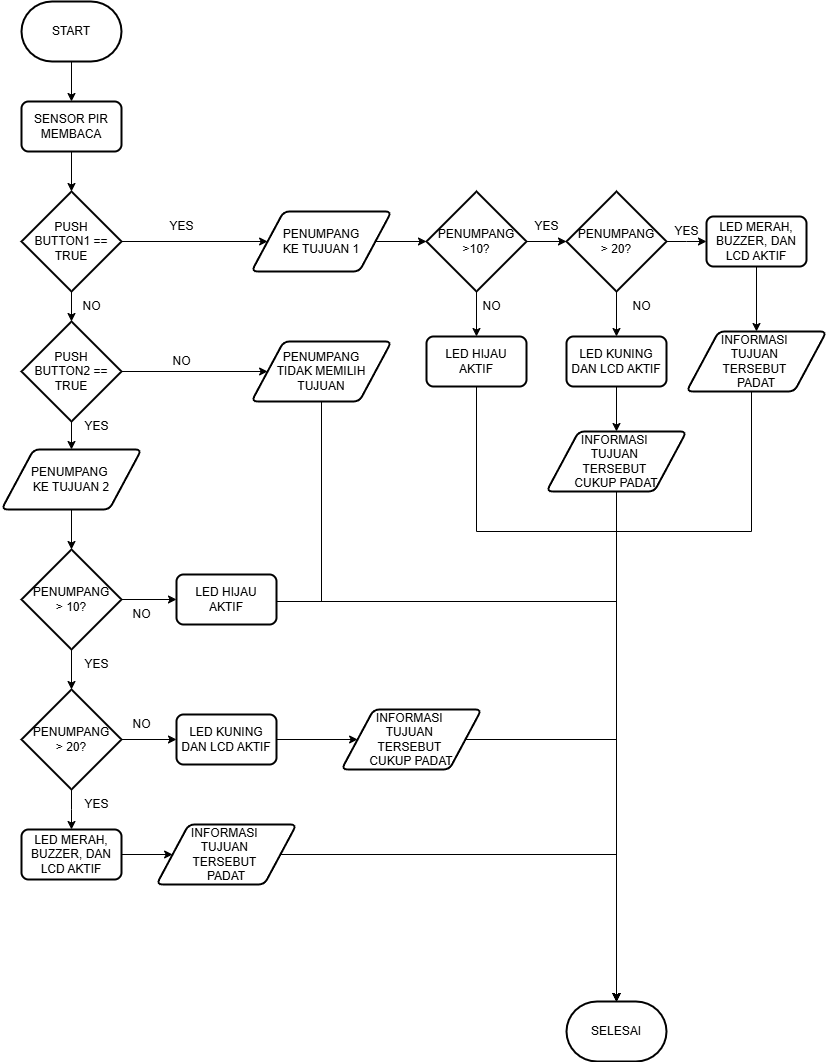 START
SENSOR PIR
MEMBACA
PUSH
BUTTON1 ==
TRUE
YES
PENUMPANG
KE TUJUAN 1
PENUMPANG
>10?
YES
PENUMPANG
> 20?
YES
LED MERAH,
BUZZER, DAN
LCD AKTIF
NO
NO
NO
PUSH
BUTTON2 ==
TRUE
NO
PENUMPANG
TIDAK MEMILIH
TUJUAN
LED HIJAU
AKTIF
LED KUNING
DAN LCD AKTIF
INFORMASI
TUJUAN
TERSEBUT
PADAT
YES
INFORMASI
TUJUAN
TERSEBUT
CUKUP PADAT
PENUMPANG
KE TUJUAN 2
PENUMPANG
> 10?
NO
LED HIJAU
AKTIF
YES
PENUMPANG
> 20?
NO
LED KUNING
DAN LCD AKTIF
INFORMASI
TUJUAN
TERSEBUT
CUKUP PADAT
YES
LED MERAH,
BUZZER, DAN
LCD AKTIF
INFORMASI
TUJUAN
TERSEBUT
PADAT
SELESAI